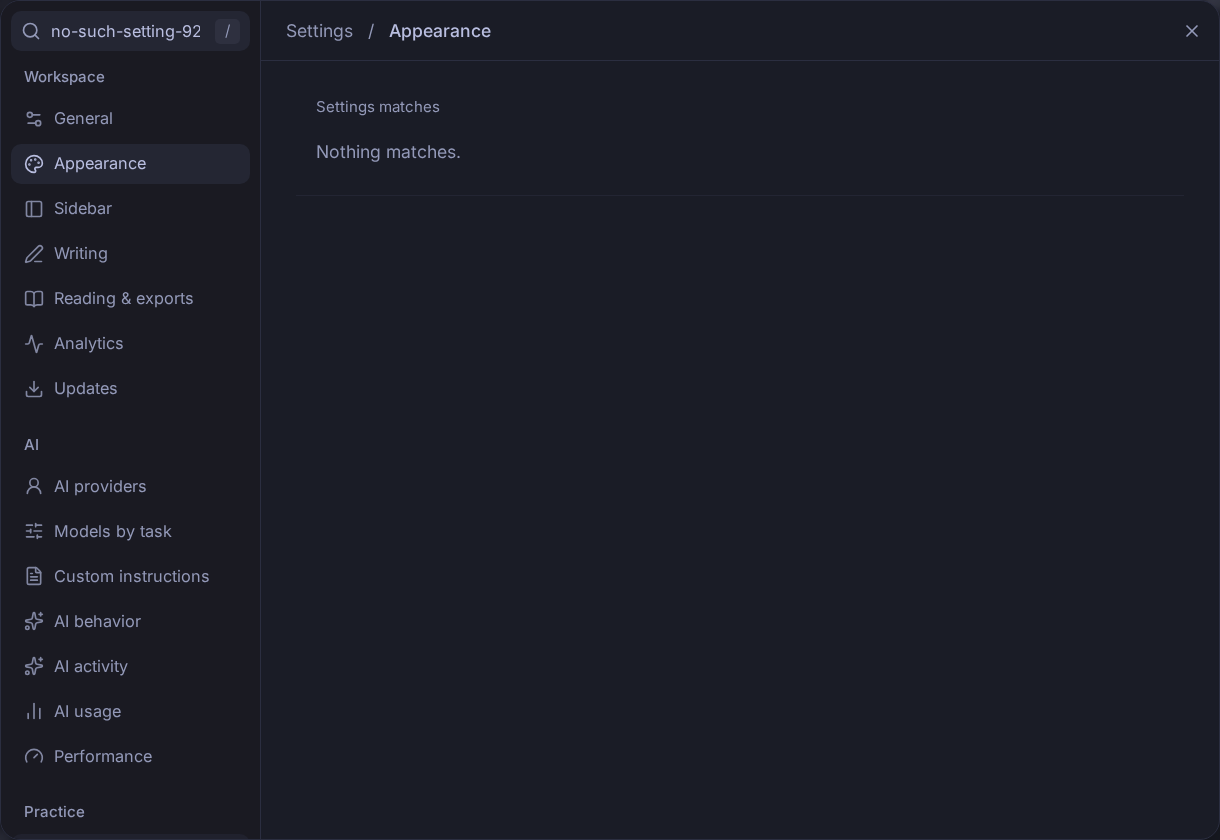 no-such-setting-92
/
Workspace
General
Appearance
Sidebar
Writing
Reading & exports
Analytics
Updates
AI
AI providers
Models by task
Custom instructions
AI behavior
AI activity
AI usage
Performance
Practice
Settings / Appearance
Settings matches
Nothing matches.